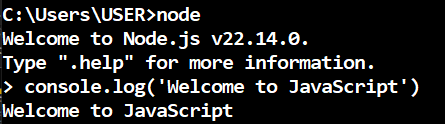 C:\Users\USER>node
Welcome to Node.js v22.14.0.
Type ".help" for more information.
> console.log('Welcome to JavaScript')
Welcome to JavaScript